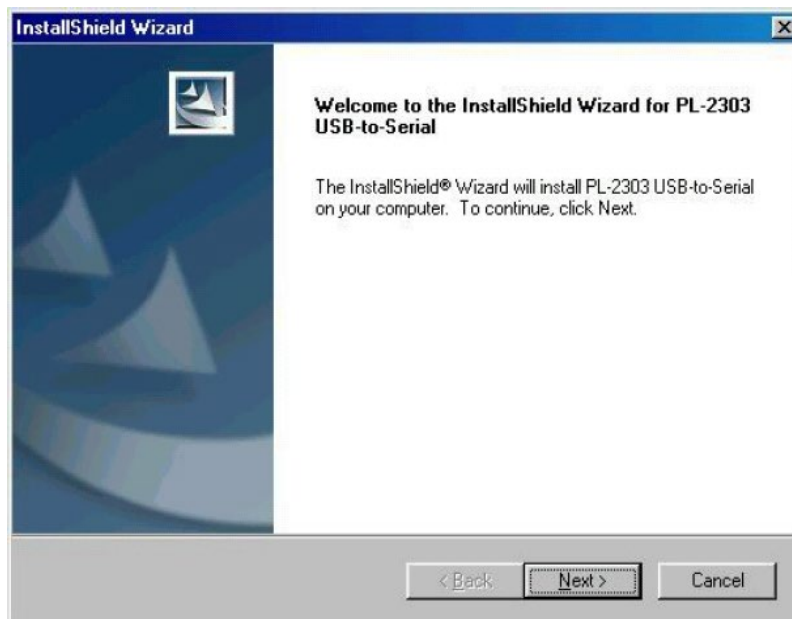 InstallShield Wizard
Welcome to the InstallShield Wizard for PL-2303
USB-to-Serial
The InstallShield® Wizard will install PL-2303 USB-to-Serial
on your computer.  To continue, click Next.
< Back
Next >
Cancel